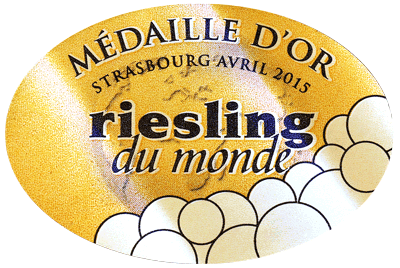 MÉDAILLE D'OR
STRASBOURG AVRIL 2015
riesling
du monde